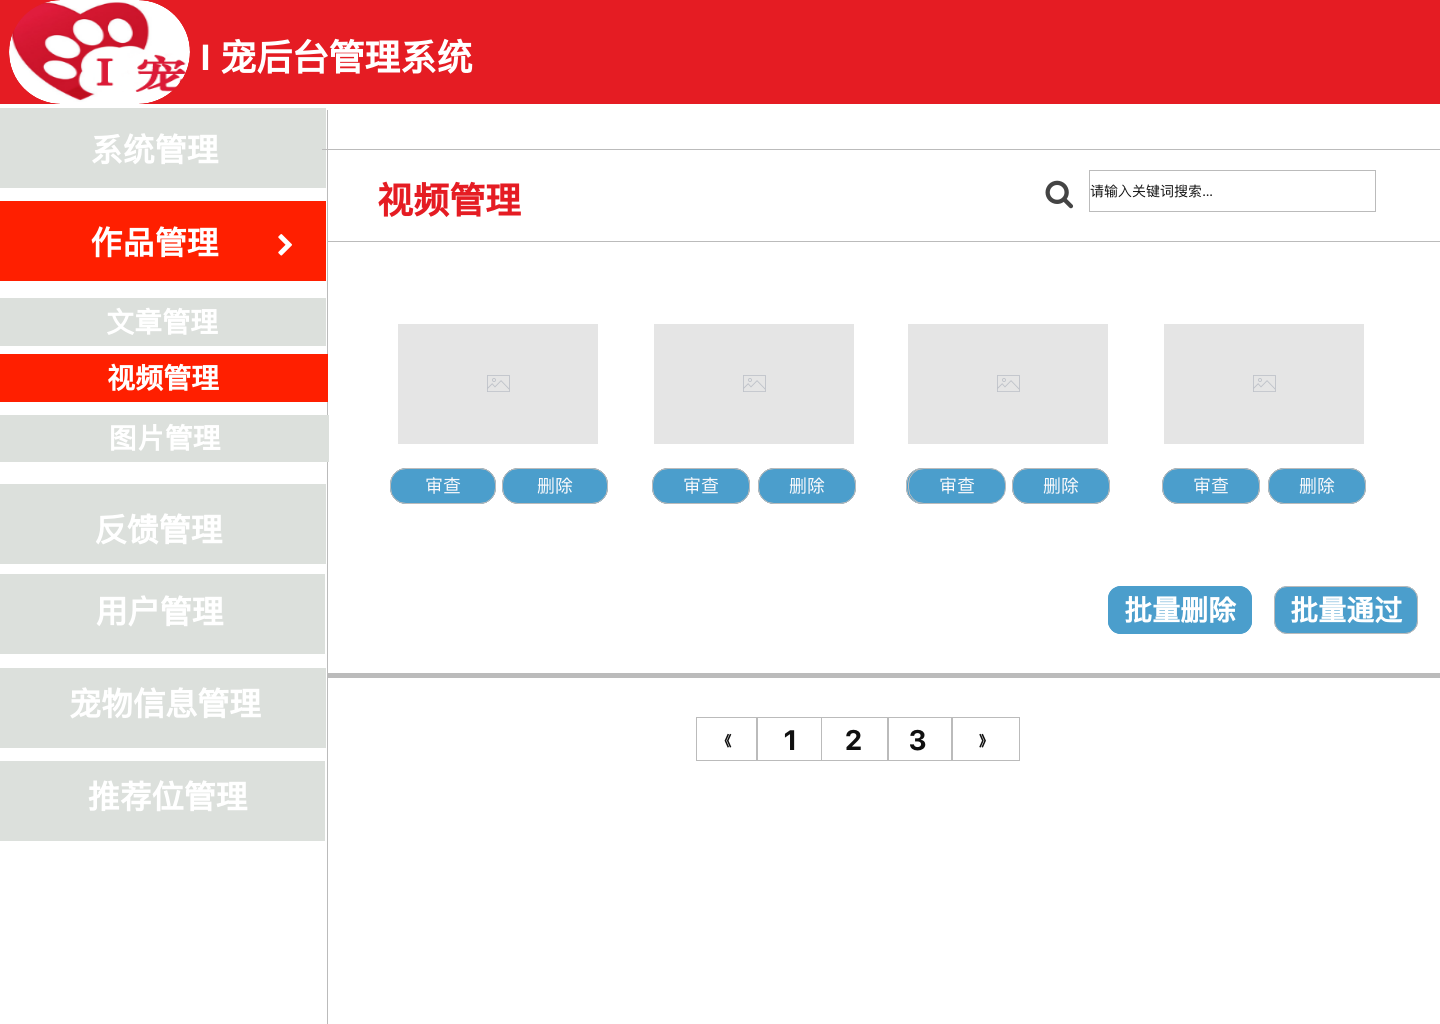 I 宠
I 宠后台管理系统
系统管理
作品管理
文章管理
视频管理
图片管理
反馈管理
用户管理
宠物信息管理
推荐位管理
视频管理
请输入关键词搜索...
审查 删除 审查 删除 审查 删除 审查 删除
批量删除 批量通过
《 1 2 3 》